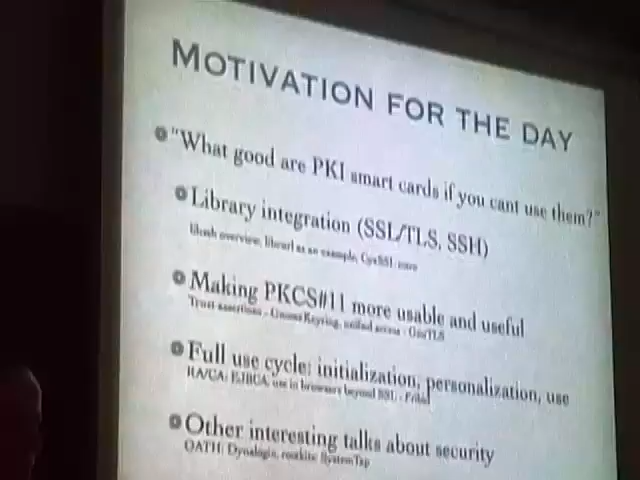 MOTIVATION FOR THE DAY
"What good are PKI smart cards if you cant use them?"
Library integration (SSL/TLS, SSH)
libssh overview, libcurl as an example, CyaSSL
Making PKCS#11 more usable and useful
Trust assertions - Gnome Keyring, unified access - GnuTLS
Full use cycle: initialization, personalization, use
RA/CA: EJBCA, use in browsers beyond SSL -
Other interesting talks about security
OATH: Dynalogin, rootkits: SystemTap